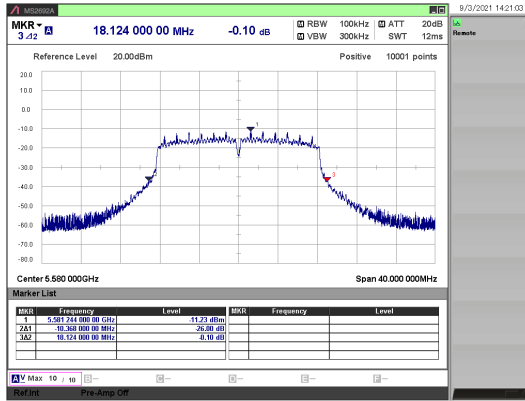 MS2692A
9/3/2021 14:21:03
MKR 3Δ2 A 18.124 000 00 MHz -0.10 dB
M RBW 100kHz M ATT 20dB
M VBW 300kHz SWT 12ms
Remote
Reference Level 20.00dBm Positive 10001 points
20.0
10.0
0.0
-10.0
1
-20.0
-30.0
3
-40.0
-50.0
-60.0
-70.0
-80.0
Center 5.580 000GHz Span 40.000 000MHz
Marker List
MKR Frequency Level MKR Frequency Level
1 5.581 244 000 00 GHz -11.23 dBm
2Δ1 -10.368 000 00 MHz -26.00 dB
3Δ2 18.124 000 00 MHz -0.10 dB
A Max 10 / 10 B-- C-- D-- E-- F--
Ref.Int Pre-Amp Off